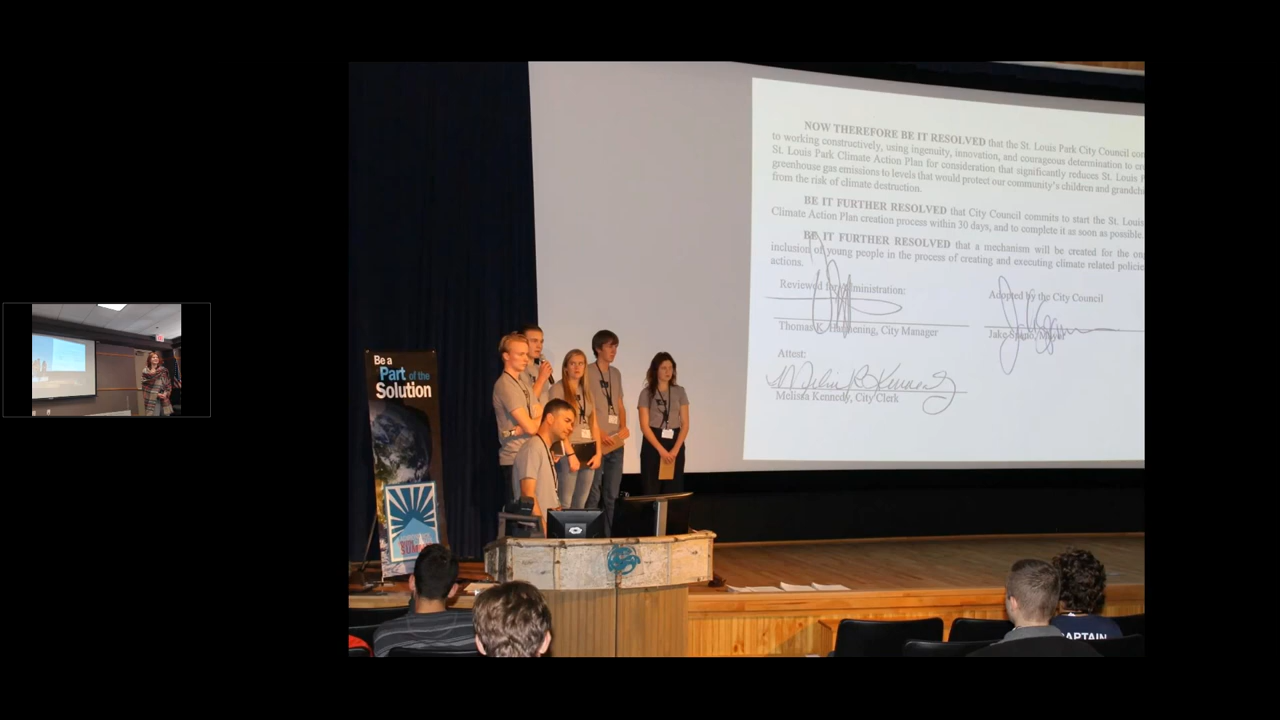 NOW THEREFORE BE IT RESOLVED that the St. Louis Park City Council
to working constructively, using ingenuity, innovation, and courageous determination to
St. Louis Park Climate Action Plan for consideration that significantly reduces St. Louis
greenhouse gas emissions to levels that would protect our community's children and
from the risk of climate destruction.
BE IT FURTHER RESOLVED that City Council commits to start the St. Louis
Climate Action Plan creation process within 30 days, and to complete it as soon as possible.
BE IT FURTHER RESOLVED that a mechanism will be created for the
inclusion of young people in the process of creating and executing climate related
actions.
Reviewed for Administration:
Adopted by the City Council
Thomas K. Harmening, City Manager
Jake Spano, Mayor
Attest:
Melissa Kennedy, City Clerk
Be a
Part of the
Solution
CAPTAIN